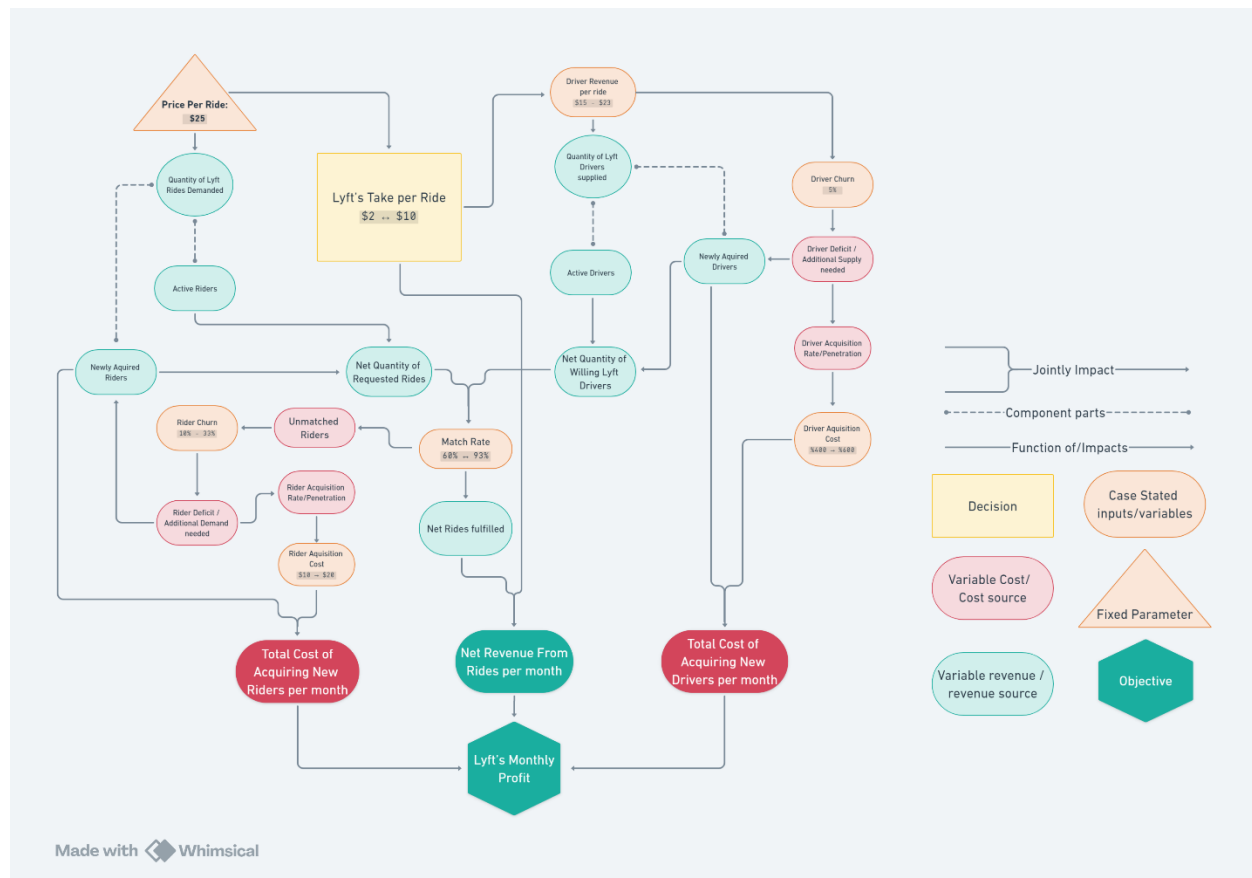 Price Per Ride:
$25
Driver Revenue
per ride
$15 - $23
Quantity of Lyft
Rides Demanded
Lyft's Take per Ride
$2 ↔ $10
Quantity of Lyft
Drivers
supplied
Driver Churn
5%
Active Riders
Active Drivers
Newly Aquired
Drivers
Driver Deficit /
Additional Supply
needed
Newly Aquired
Riders
Net Quantity of
Requested Rides
Net Quantity of
Willing Lyft
Drivers
Driver Acquisition
Rate/Penetration
Rider Churn
10% - 33%
Unmatched
Riders
Match Rate
60% ↔ 93%
Driver Aquisition
Cost
Rider Deficit /
Additional Demand
needed
Rider Acquisition
Rate/Penetration
Net Rides fulfilled
Rider Aquisition
Cost
$10 → $20
Total Cost of
Acquiring New
Riders per month
Net Revenue From
Rides per month
Total Cost of
Acquiring New
Drivers per month
Lyft's Monthly
Profit
Jointly Impact
Component parts
Function of/Impacts
Decision
Case Stated
inputs/variables
Variable Cost/
Cost source
Fixed Parameter
Variable revenue /
revenue source
Objective
Made with Whimsical